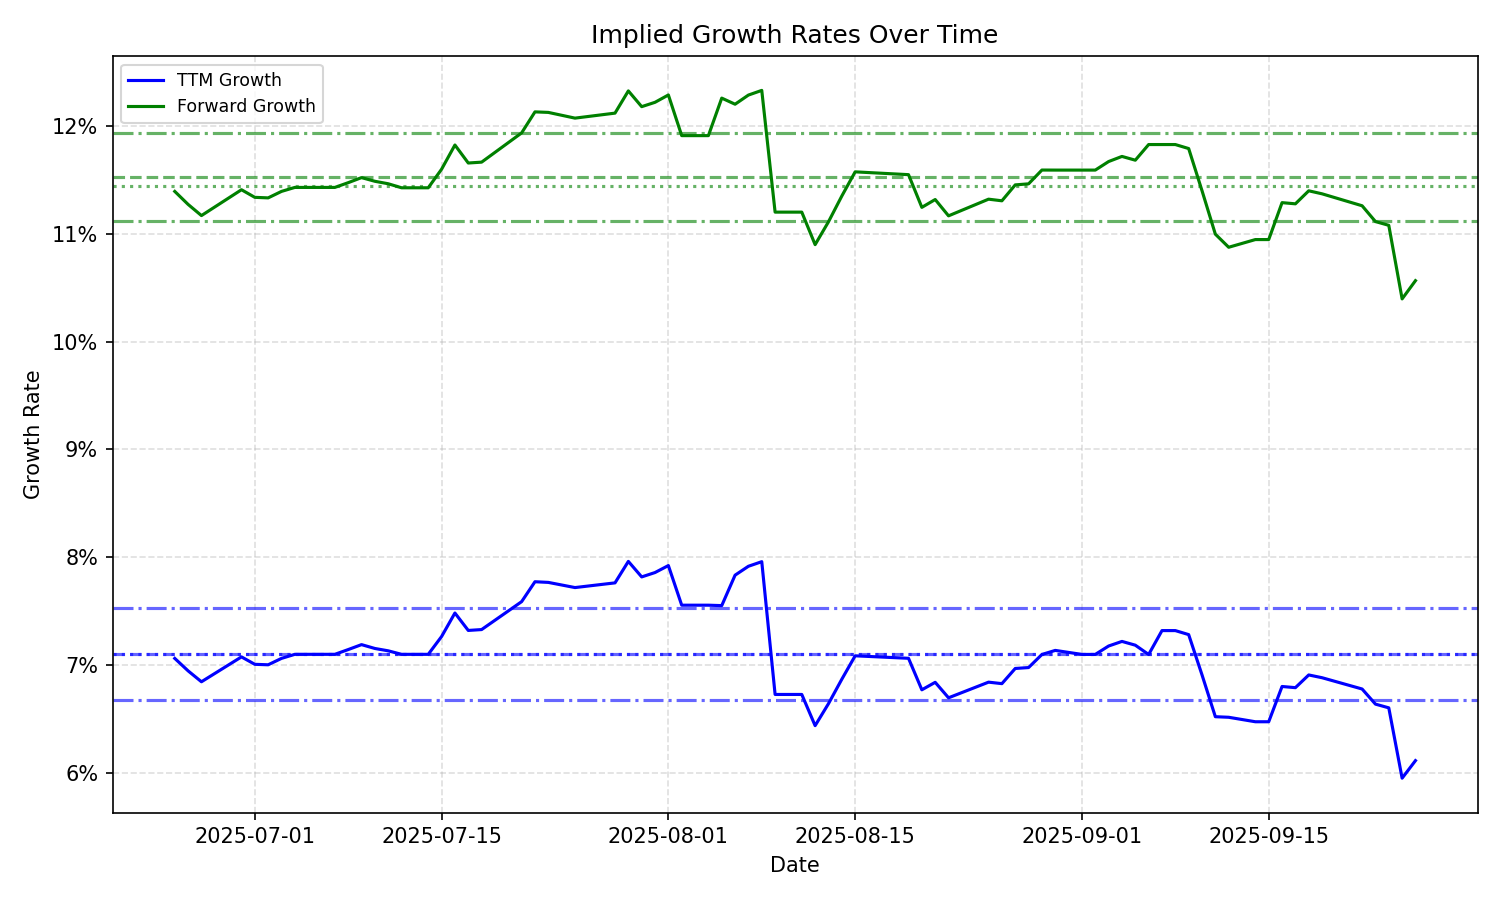 Implied Growth Rates Over Time
TTM Growth
Forward Growth
12%
11%
10%
9%
8%
7%
6%
Growth Rate
2025-07-01 2025-07-15 2025-08-01 2025-08-15 2025-09-01 2025-09-15
Date